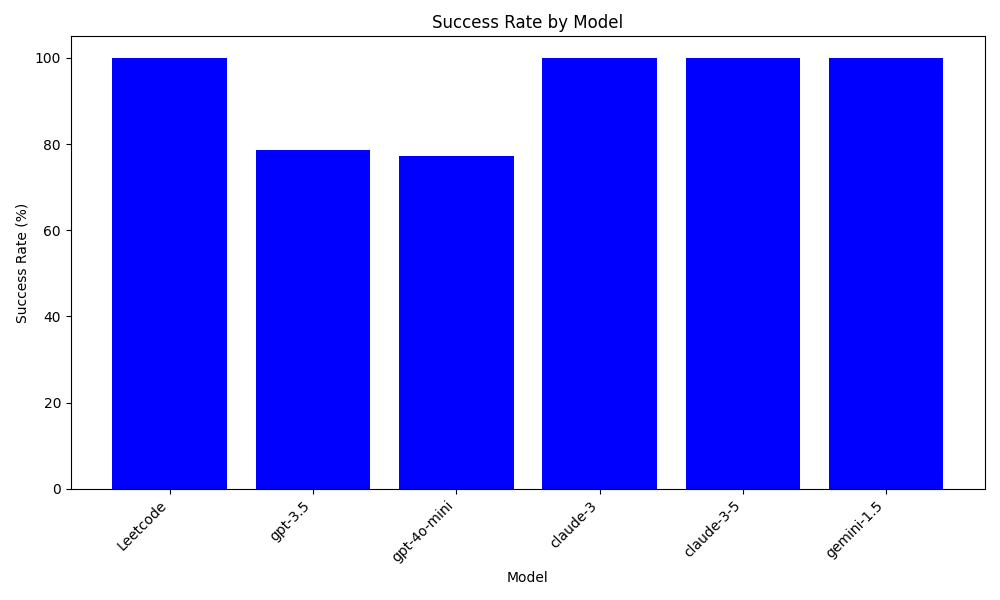 Success Rate by Model
Success Rate (%)
100
80
60
40
20
0
Leetcode
gpt-3.5
gpt-4o-mini
claude-3
claude-3-5
gemini-1.5
Model